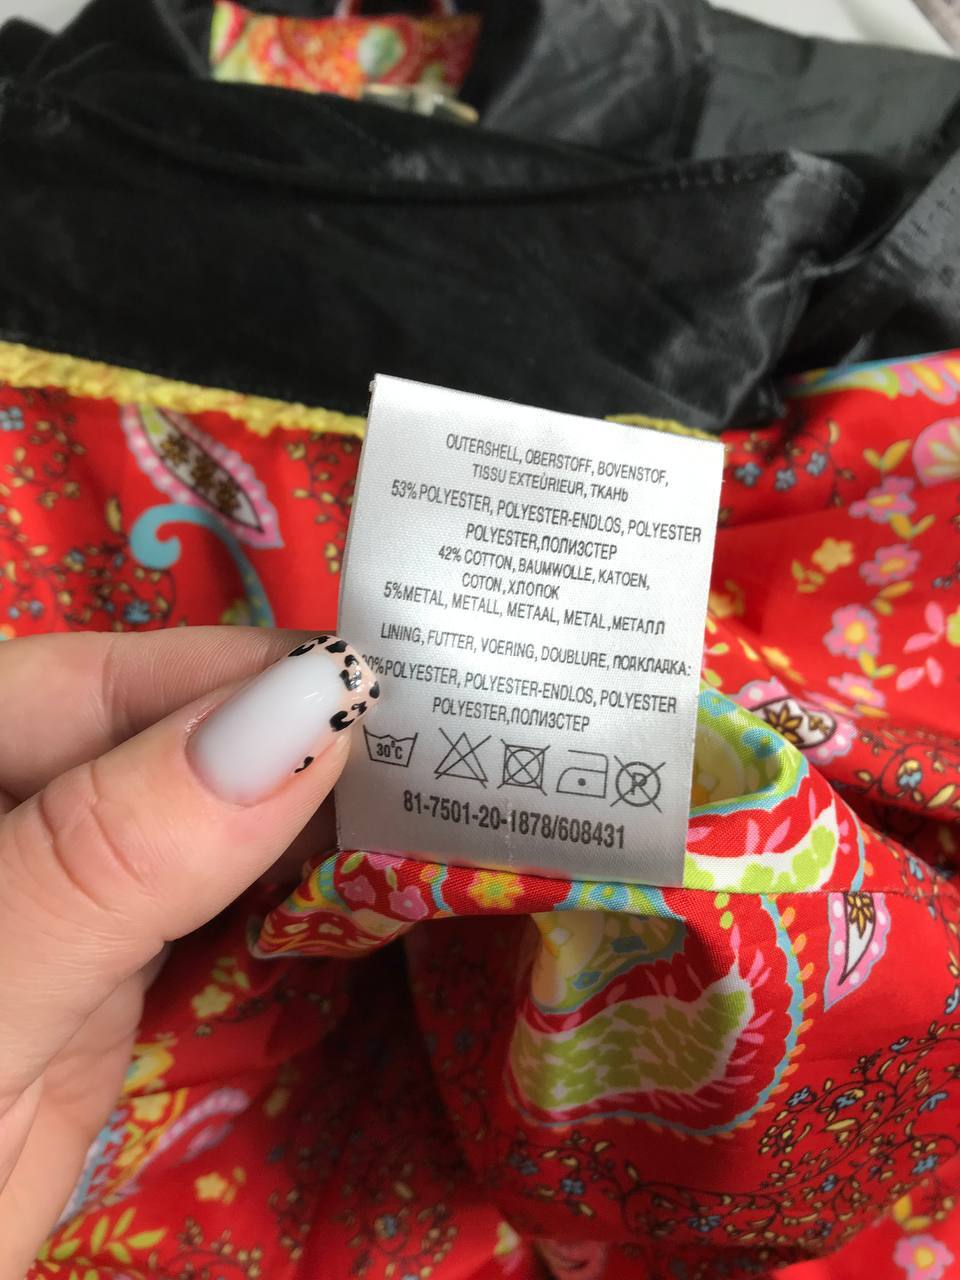 OUTERSHELL, OBERSTOFF, BOVENSTOF,
TISSU EXTEÙRIEUR, ТКАНЬ
53% POLYESTER, POLYESTER-ENDLOS, POLYESTER
POLYESTER,ПОЛИЭСТЕР
42% COTTON, BAUMWOLLE, KATOEN,
COTON, ХЛОПОК
5%METAL, METALL, METAAL, METAL,МЕТАЛЛ
LINING, FUTTER, VOERING, DOUBLURE, ПОДКЛАДКА:
0%POLYESTER, POLYESTER-ENDLOS, POLYESTER
POLYESTER,ПОЛИЭСТЕР
30°C
P
81-7501-20-1878/608431